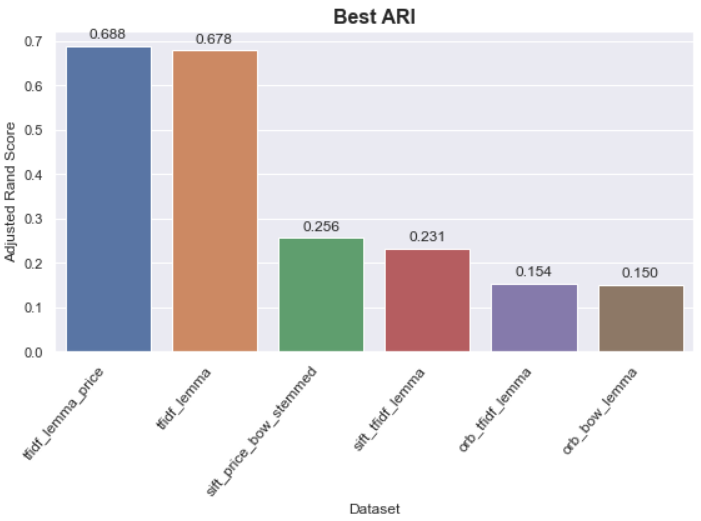 Best ARI
Adjusted Rand Score
0.7
0.6
0.5
0.4
0.3
0.2
0.1
0.0
0.688
0.678
0.256
0.231
0.154
0.150
tfidf_lemma_price
tfidf_lemma
sift_price_bow_stemmed
sift_tfidf_lemma
orb_tfidf_lemma
orb_bow_lemma
Dataset